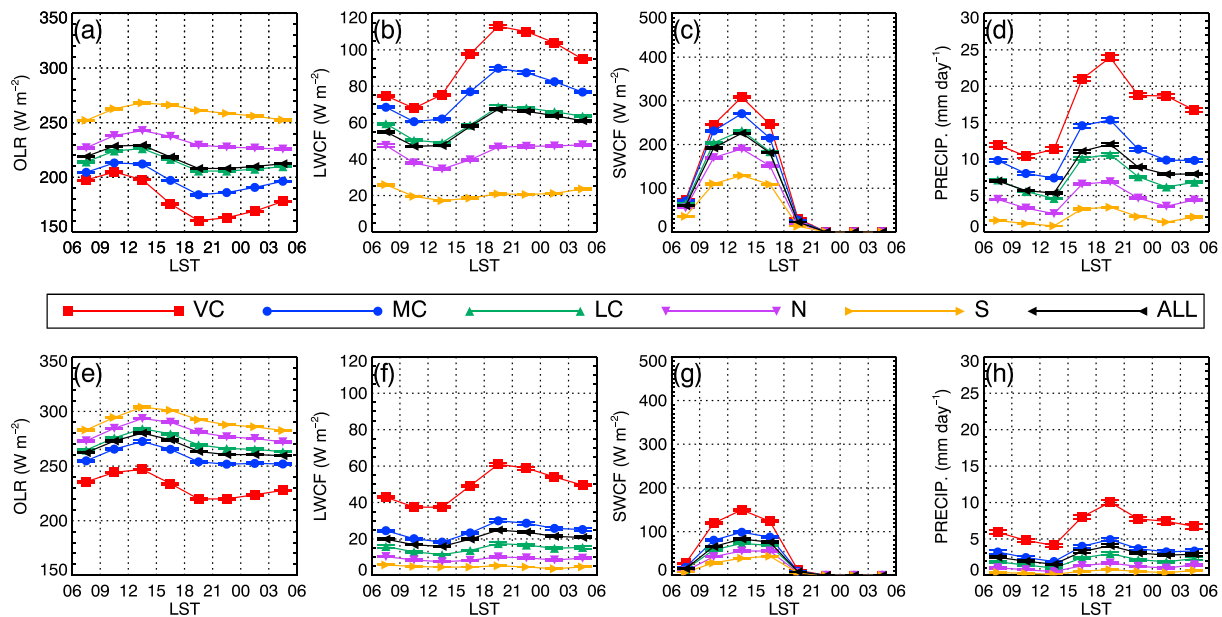 (a)
OLR (W m⁻²)
350
300
250
200
150
06 09 12 15 18 21 00 03 06
LST
(b)
LWCF (W m⁻²)
120
100
80
60
40
20
0
06 09 12 15 18 21 00 03 06
LST
(c)
SWCF (W m⁻²)
500
400
300
200
100
0
06 09 12 15 18 21 00 03 06
LST
(d)
PRECIP. (mm day⁻¹)
30
25
20
15
10
5
0
06 09 12 15 18 21 00 03 06
LST
VC MC LC N S ALL
(e)
OLR (W m⁻²)
350
300
250
200
150
06 09 12 15 18 21 00 03 06
LST
(f)
LWCF (W m⁻²)
120
100
80
60
40
20
0
06 09 12 15 18 21 00 03 06
LST
(g)
SWCF (W m⁻²)
500
400
300
200
100
0
06 09 12 15 18 21 00 03 06
LST
(h)
PRECIP. (mm day⁻¹)
30
25
20
15
10
5
0
06 09 12 15 18 21 00 03 06
LST